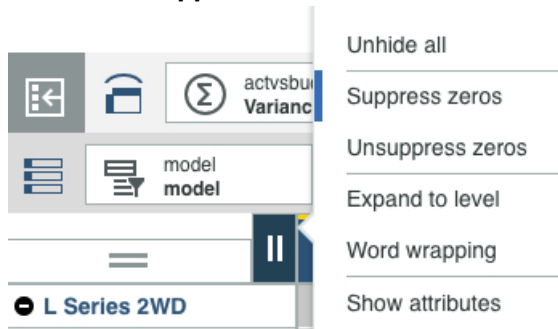 Unhide all
actvsbu
Varianc
Suppress zeros
Unsuppress zeros
model
model
Expand to level
Word wrapping
L Series 2WD
Show attributes